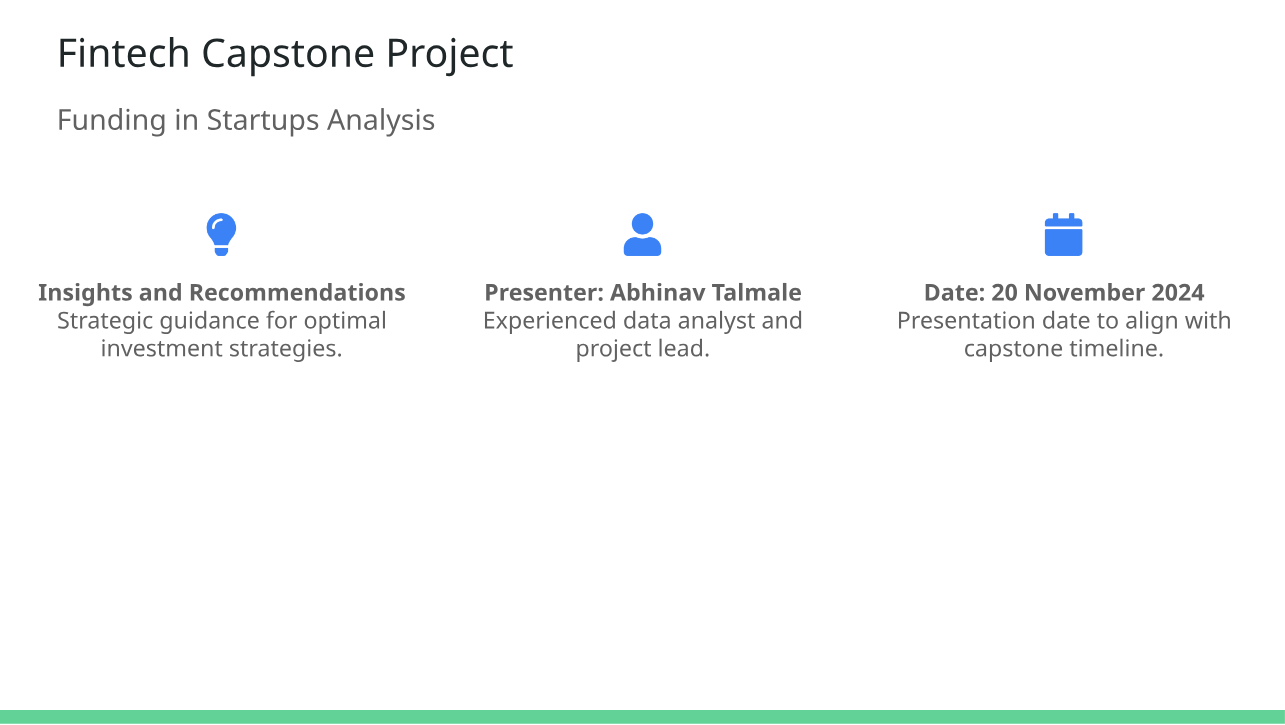 Fintech Capstone Project
Funding in Startups Analysis
Insights and Recommendations
Strategic guidance for optimal
investment strategies.
Presenter: Abhinav Talmale
Experienced data analyst and
project lead.
Date: 20 November 2024
Presentation date to align with
capstone timeline.